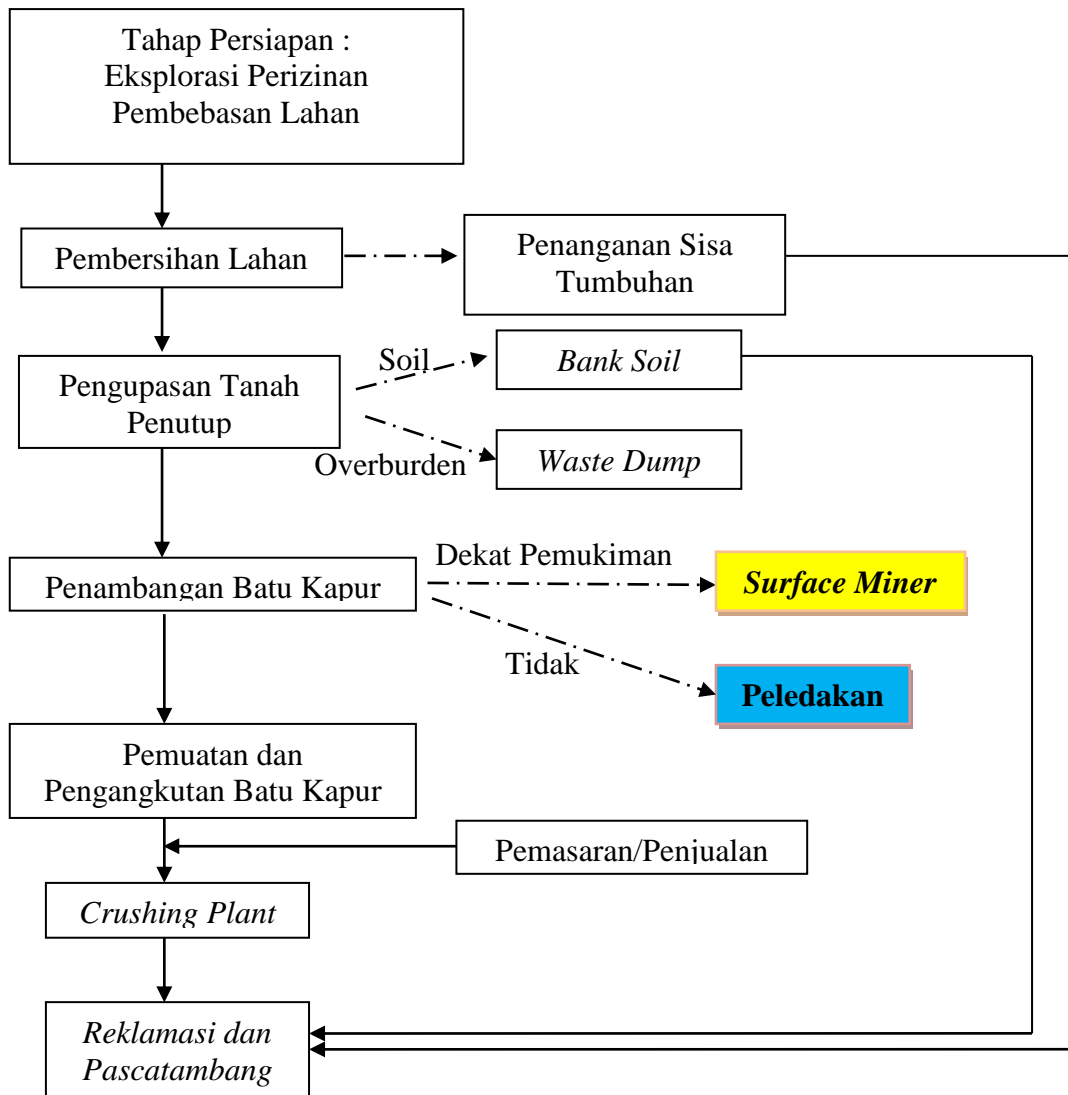 Tahap Persiapan :
Eksplorasi Perizinan
Pembebasan Lahan
Pembersihan Lahan
Penanganan Sisa
Tumbuhan
Pengupasan Tanah
Penutup
Soil
Bank Soil
Overburden
Waste Dump
Penambangan Batu Kapur
Dekat Pemukiman
Surface Miner
Tidak
Peledakan
Pemuatan dan
Pengangkutan Batu Kapur
Pemasaran/Penjualan
Crushing Plant
Reklamasi dan
Pascatambang